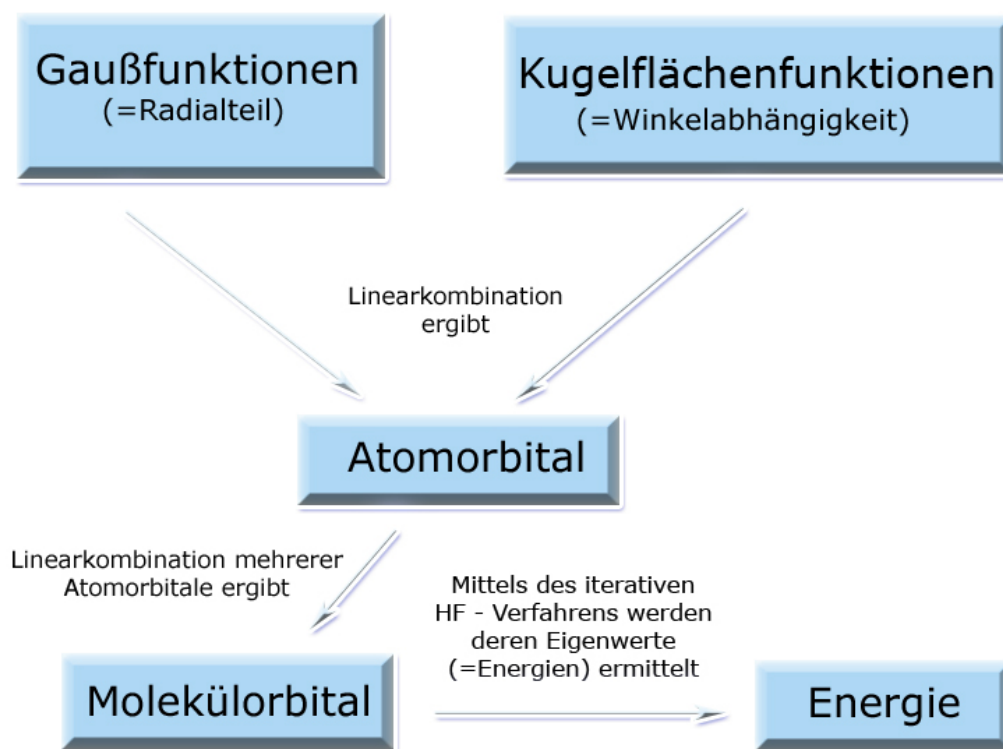 Gaußfunktionen
(=Radialteil)
Kugelflächenfunktionen
(=Winkelabhängigkeit)
Linearkombination
ergibt
Atomorbital
Linearkombination mehrerer
Atomorbitale ergibt
Mittels des iterativen
HF - Verfahrens werden
deren Eigenwerte
(=Energien) ermittelt
Molekülorbital
Energie